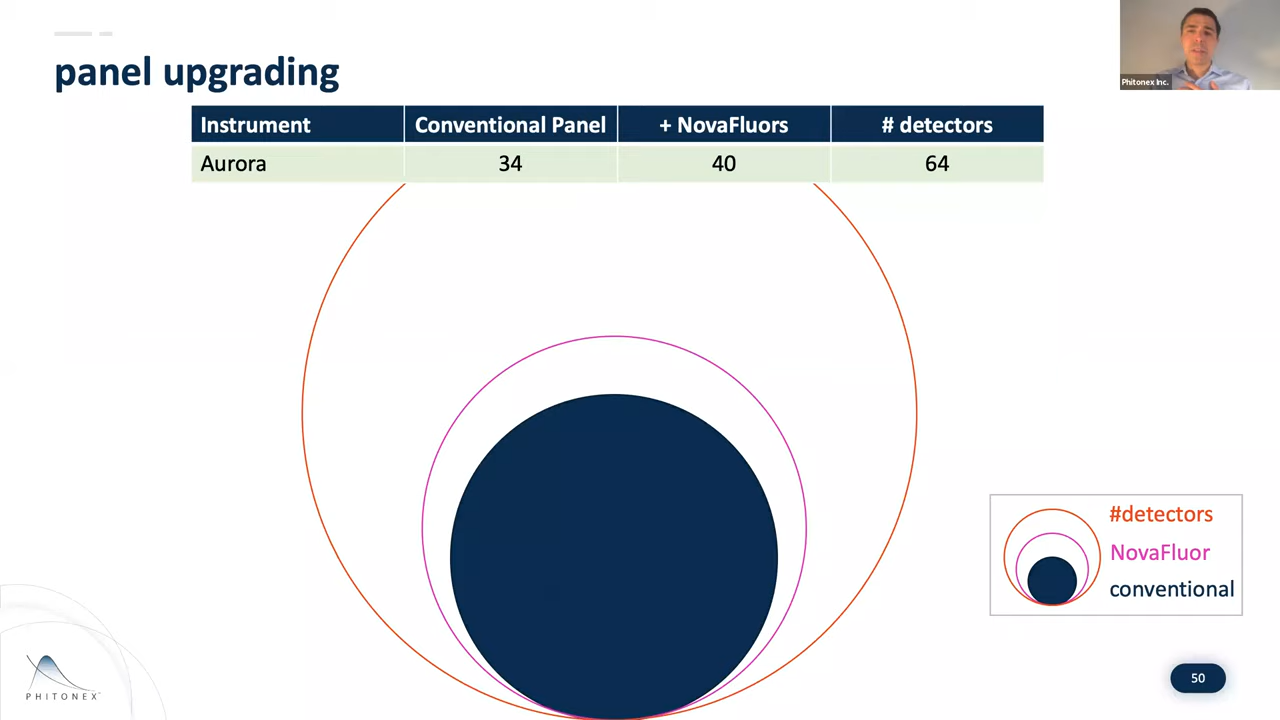 Phitonex Inc.
panel upgrading
Instrument Conventional Panel + NovaFluors # detectors
Aurora 34 40 64
#detectors
NovaFluor
conventional
PHITONEX
50